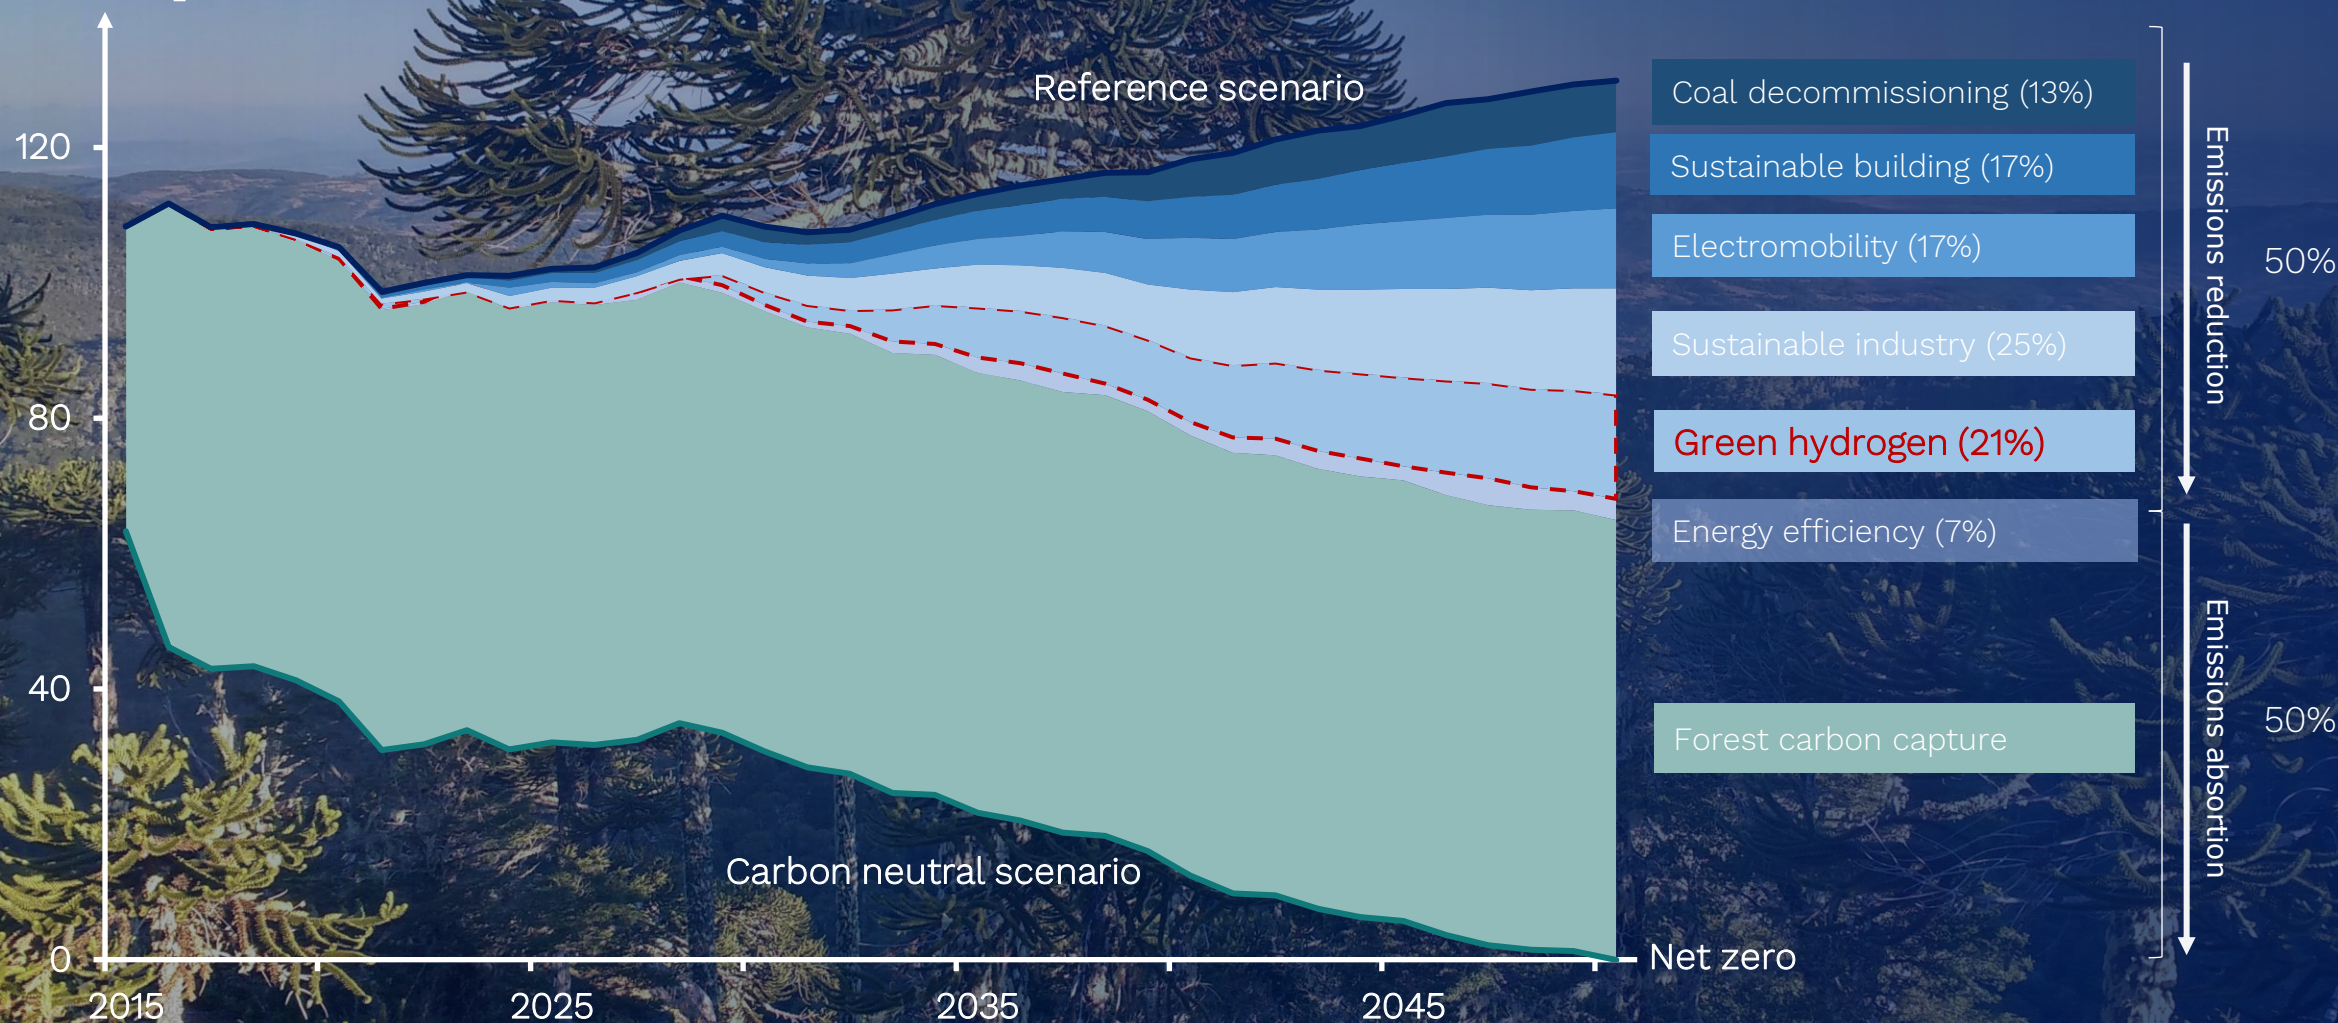 Reference scenario
120
80
40
0
2015
2025
2035
2045
Carbon neutral scenario
Net zero
Coal decommissioning (13%)
Sustainable building (17%)
Electromobility (17%)
Sustainable industry (25%)
Green hydrogen (21%)
Energy efficiency (7%)
Forest carbon capture
Emissions reduction
50%
Emissions absortion
50%